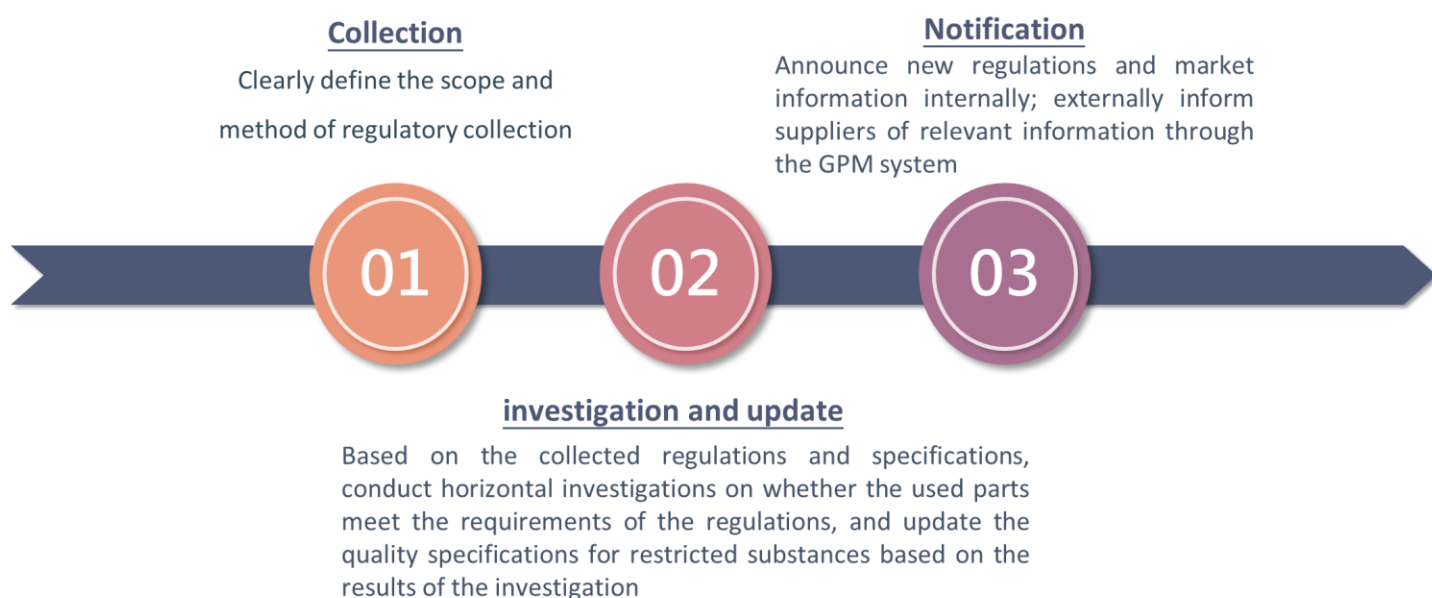 Collection
Clearly define the scope and
method of regulatory collection
Notification
Announce new regulations and market
information internally; externally inform
suppliers of relevant information through
the GPM system
01
02
03
investigation and update
Based on the collected regulations and specifications,
conduct horizontal investigations on whether the used parts
meet the requirements of the regulations, and update the
quality specifications for restricted substances based on the
results of the investigation